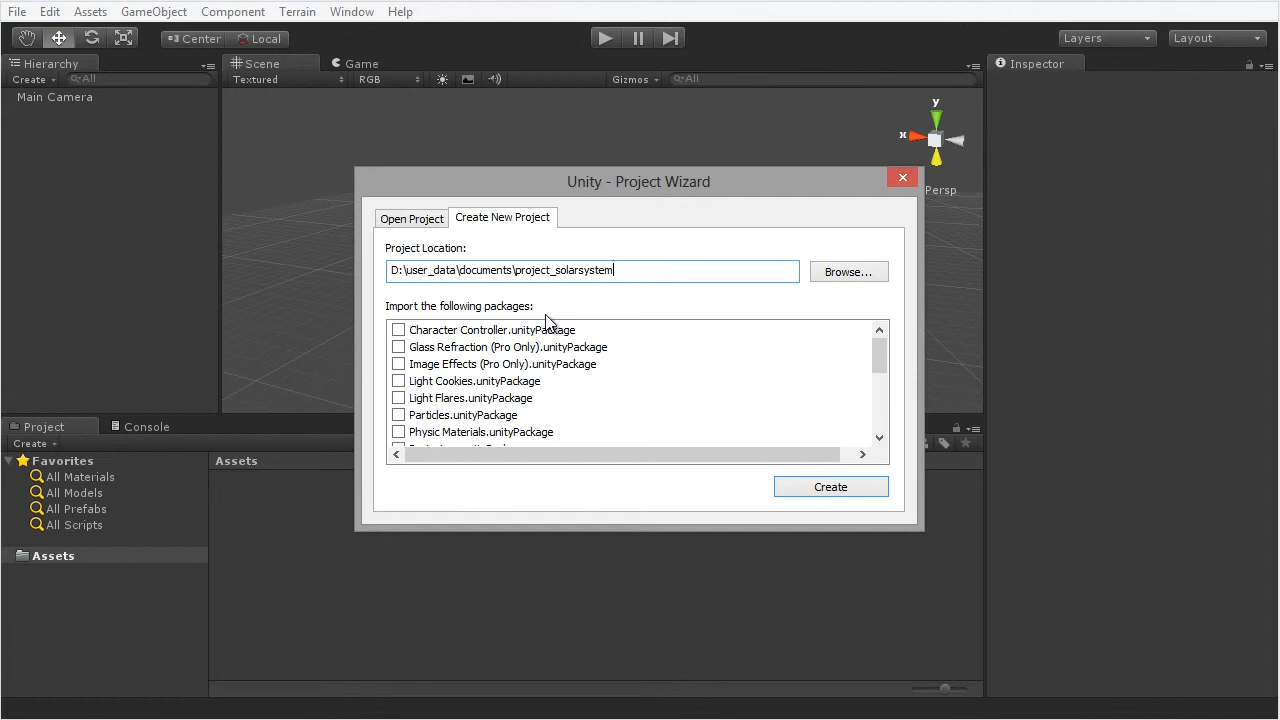 File Edit Assets GameObject Component Terrain Window Help
Center Local Layers Layout
Hierarchy Scene Game Inspector
Create All Textured RGB Gizmos All
Main Camera
y
x
Persp
Unity - Project Wizard
Open Project Create New Project
Project Location:
D:\user_data\documents\project_solarsystem
Browse...
Import the following packages:
Character Controller.unityPackage
Glass Refraction (Pro Only).unityPackage
Image Effects (Pro Only).unityPackage
Light Cookies.unityPackage
Light Flares.unityPackage
Particles.unityPackage
Physic Materials.unityPackage
Create
Project Console
Create
Favorites
All Materials
All Models
All Prefabs
All Scripts
Assets
Assets